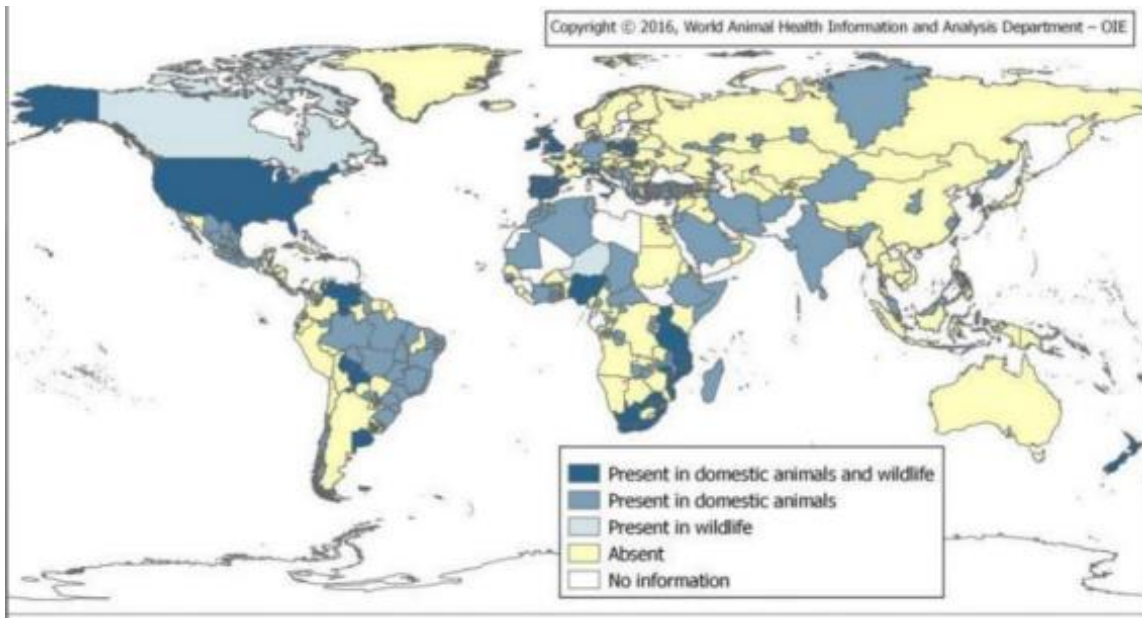 Copyright © 2016, World Animal Health Information and Analysis Department – OIE
Present in domestic animals and wildlife
Present in domestic animals
Present in wildlife
Absent
No information